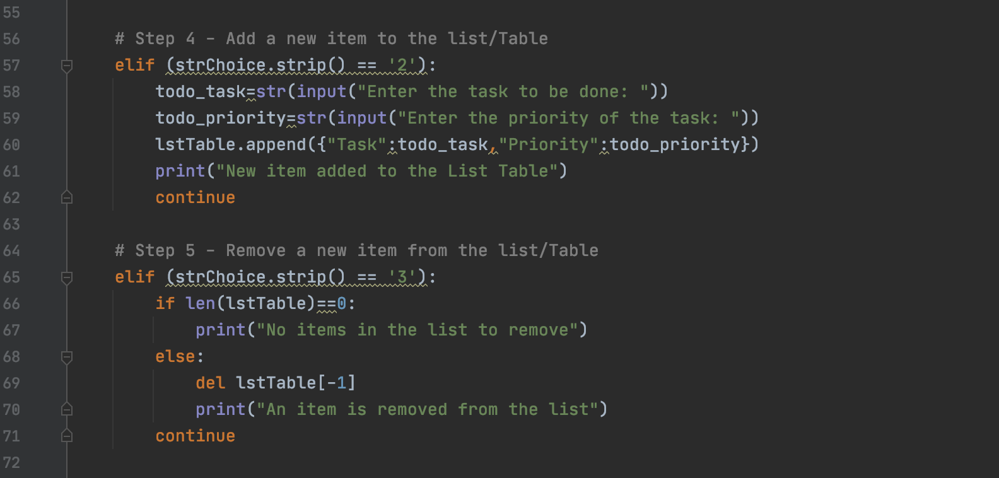 55
56 # Step 4 - Add a new item to the list/Table
57 elif (strChoice.strip() == '2'):
58 todo_task=str(input("Enter the task to be done: "))
59 todo_priority=str(input("Enter the priority of the task: "))
60 lstTable.append({"Task":todo_task,"Priority":todo_priority})
61 print("New item added to the List Table")
62 continue
63
64 # Step 5 - Remove a new item from the list/Table
65 elif (strChoice.strip() == '3'):
66 if len(lstTable)==0:
67 print("No items in the list to remove")
68 else:
69 del lstTable[-1]
70 print("An item is removed from the list")
71 continue
72